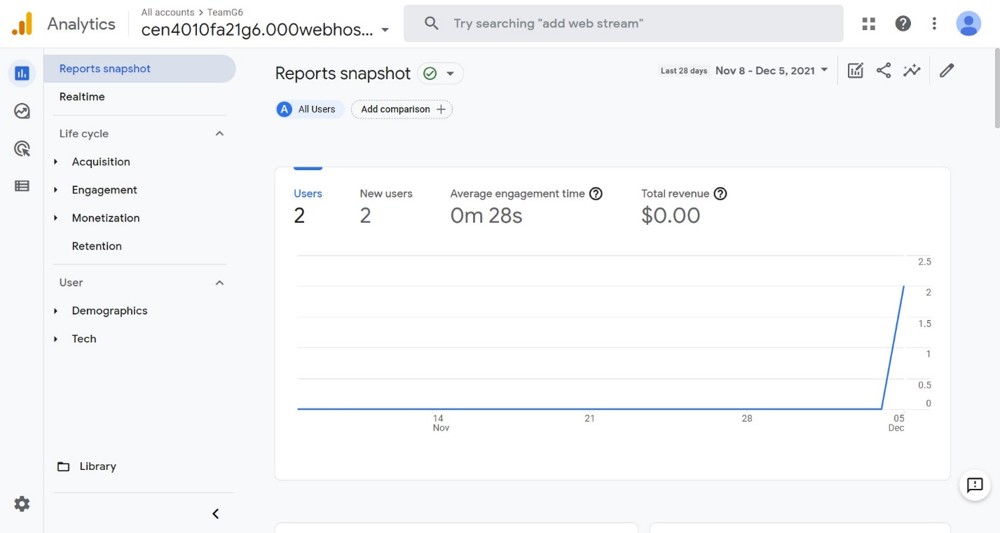 Analytics
All accounts > TeamG6
cen4010fa21g6.000webhos...
Try searching "add web stream"
Reports snapshot
Realtime
Life cycle
Acquisition
Engagement
Monetization
Retention
User
Demographics
Tech
Library
Reports snapshot
Last 28 days Nov 8 - Dec 5, 2021
A All Users
Add comparison +
Users
2
New users
2
Average engagement time
0m 28s
Total revenue
$0.00
2.5
2
1.5
1
0.5
0
14
Nov
21
28
05
Dec